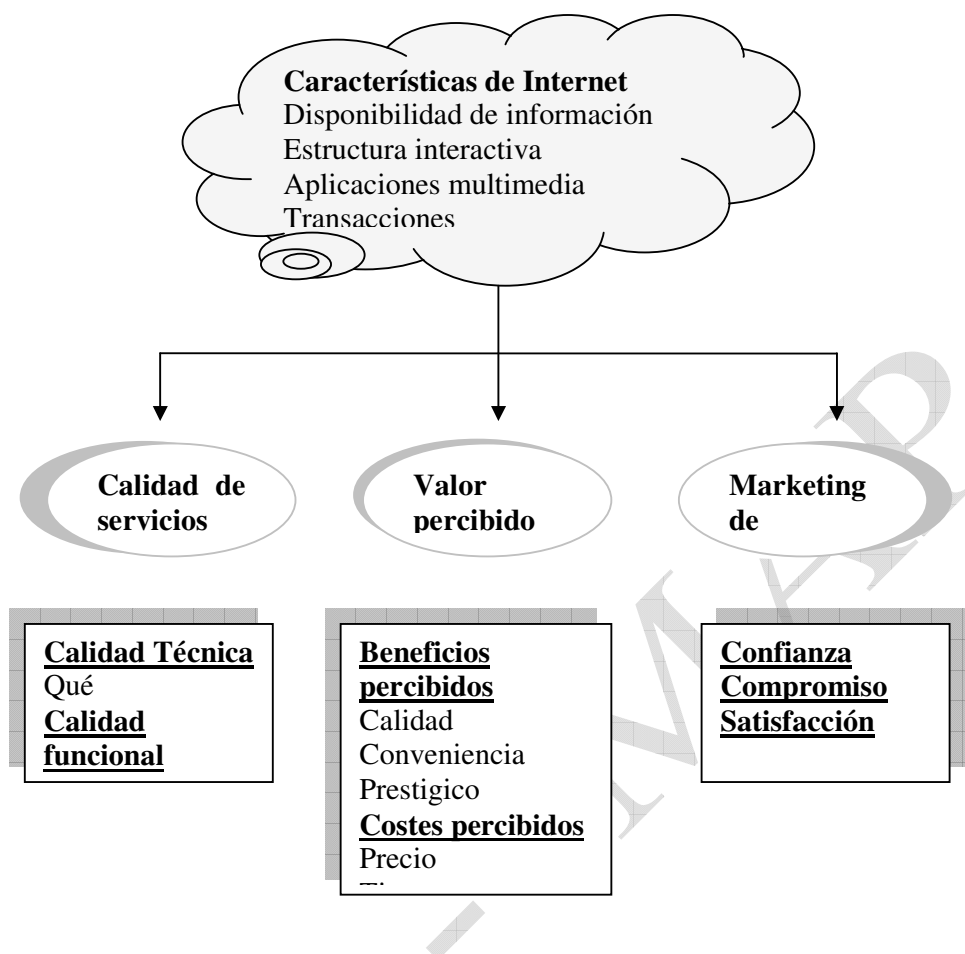 Características de Internet
Disponibilidad de información
Estructura interactiva
Aplicaciones multimedia
Transacciones
Calidad de
servicios
Valor
percibido
Marketing
de
Calidad Técnica
Qué
Calidad
funcional
Beneficios
percibidos
Calidad
Conveniencia
Prestigico
Costes percibidos
Precio
Confianza
Compromiso
Satisfacción